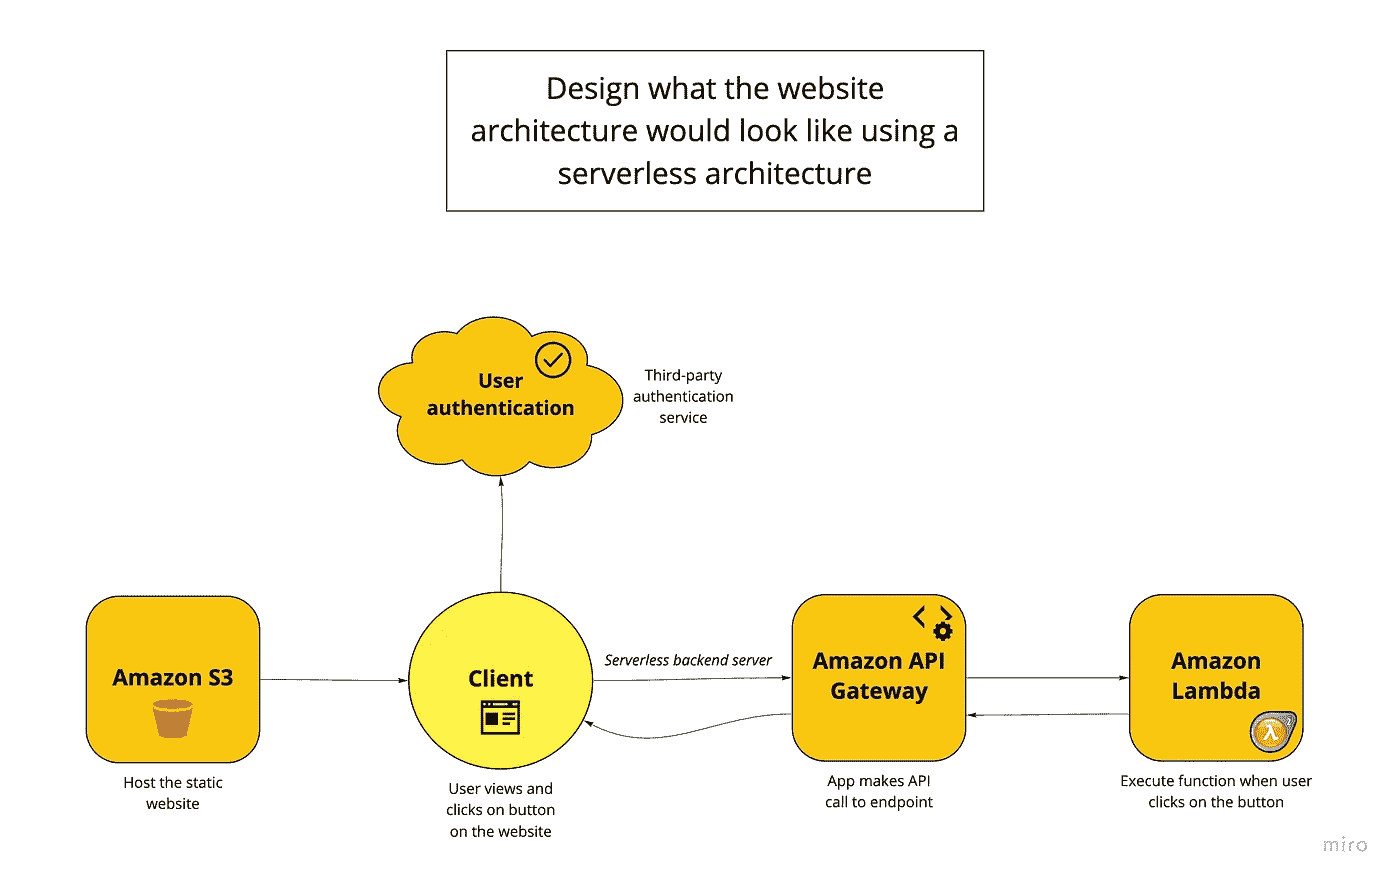 Design what the website
architecture would look like using a
serverless architecture
User
authentication
Third-party
authentication
service
Amazon S3
Host the static
website
Client
User views and
clicks on button
on the website
Serverless backend server
Amazon API
Gateway
App makes API
call to endpoint
Amazon
Lambda
λ
Execute function when user
clicks on the button
miro